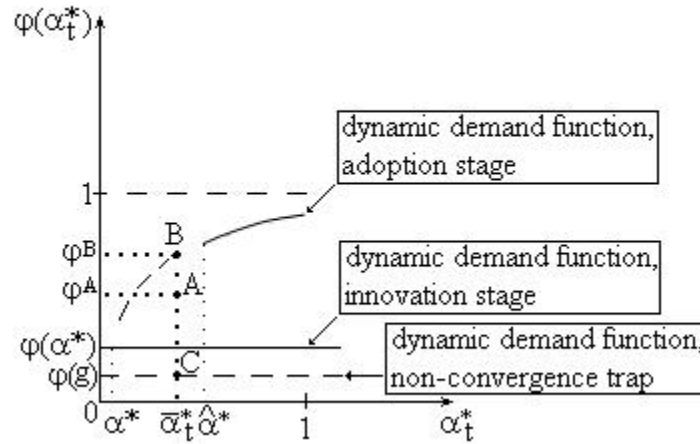 φ(α*t)
dynamic demand function,
adoption stage
1
B
φB
dynamic demand function,
innovation stage
φA
A
φ(α*)
dynamic demand function,
non-convergence trap
C
φ(g)
0
α*
ᾱ*t
α̂*
1
α*t